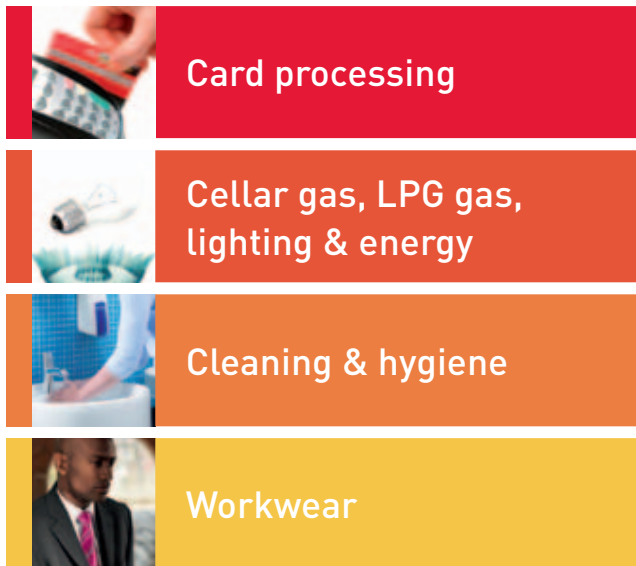 Card processing
Cellar gas, LPG gas,
lighting & energy
Cleaning & hygiene
Workwear